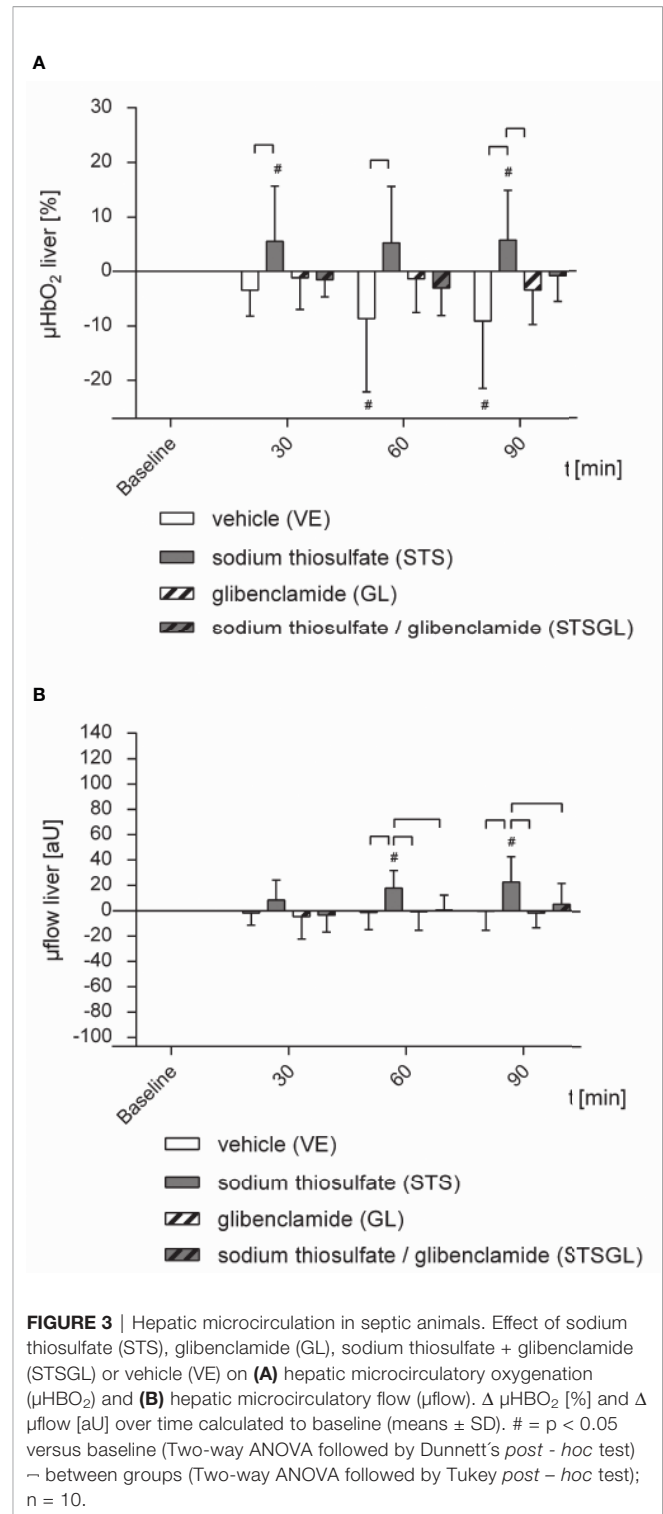 A
30
20
10
0
-10
-20
µHbO₂ liver [%]
# # # #
Baseline 30 60 90
t [min]
vehicle (VE)
sodium thiosulfate (STS)
glibenclamide (GL)
sodium thiosulfate / glibenclamide (STSGL)
B
140
120
100
80
60
40
20
0
-20
-40
-60
-80
-100
µflow liver [aU]
# #
Baseline 30 60 90
t [min]
vehicle (VE)
sodium thiosulfate (STS)
glibenclamide (GL)
sodium thiosulfate / glibenclamide (STSGL)
FIGURE 3 | Hepatic microcirculation in septic animals. Effect of sodium
thiosulfate (STS), glibenclamide (GL), sodium thiosulfate + glibenclamide
(STSGL) or vehicle (VE) on (A) hepatic microcirculatory oxygenation
(µHBO₂) and (B) hepatic microcirculatory flow (µflow). Δ µHBO₂ [%] and Δ
µflow [aU] over time calculated to baseline (means ± SD). # = p < 0.05
versus baseline (Two-way ANOVA followed by Dunnett´s post - hoc test)
⌐¬ between groups (Two-way ANOVA followed by Tukey post – hoc test);
n = 10.